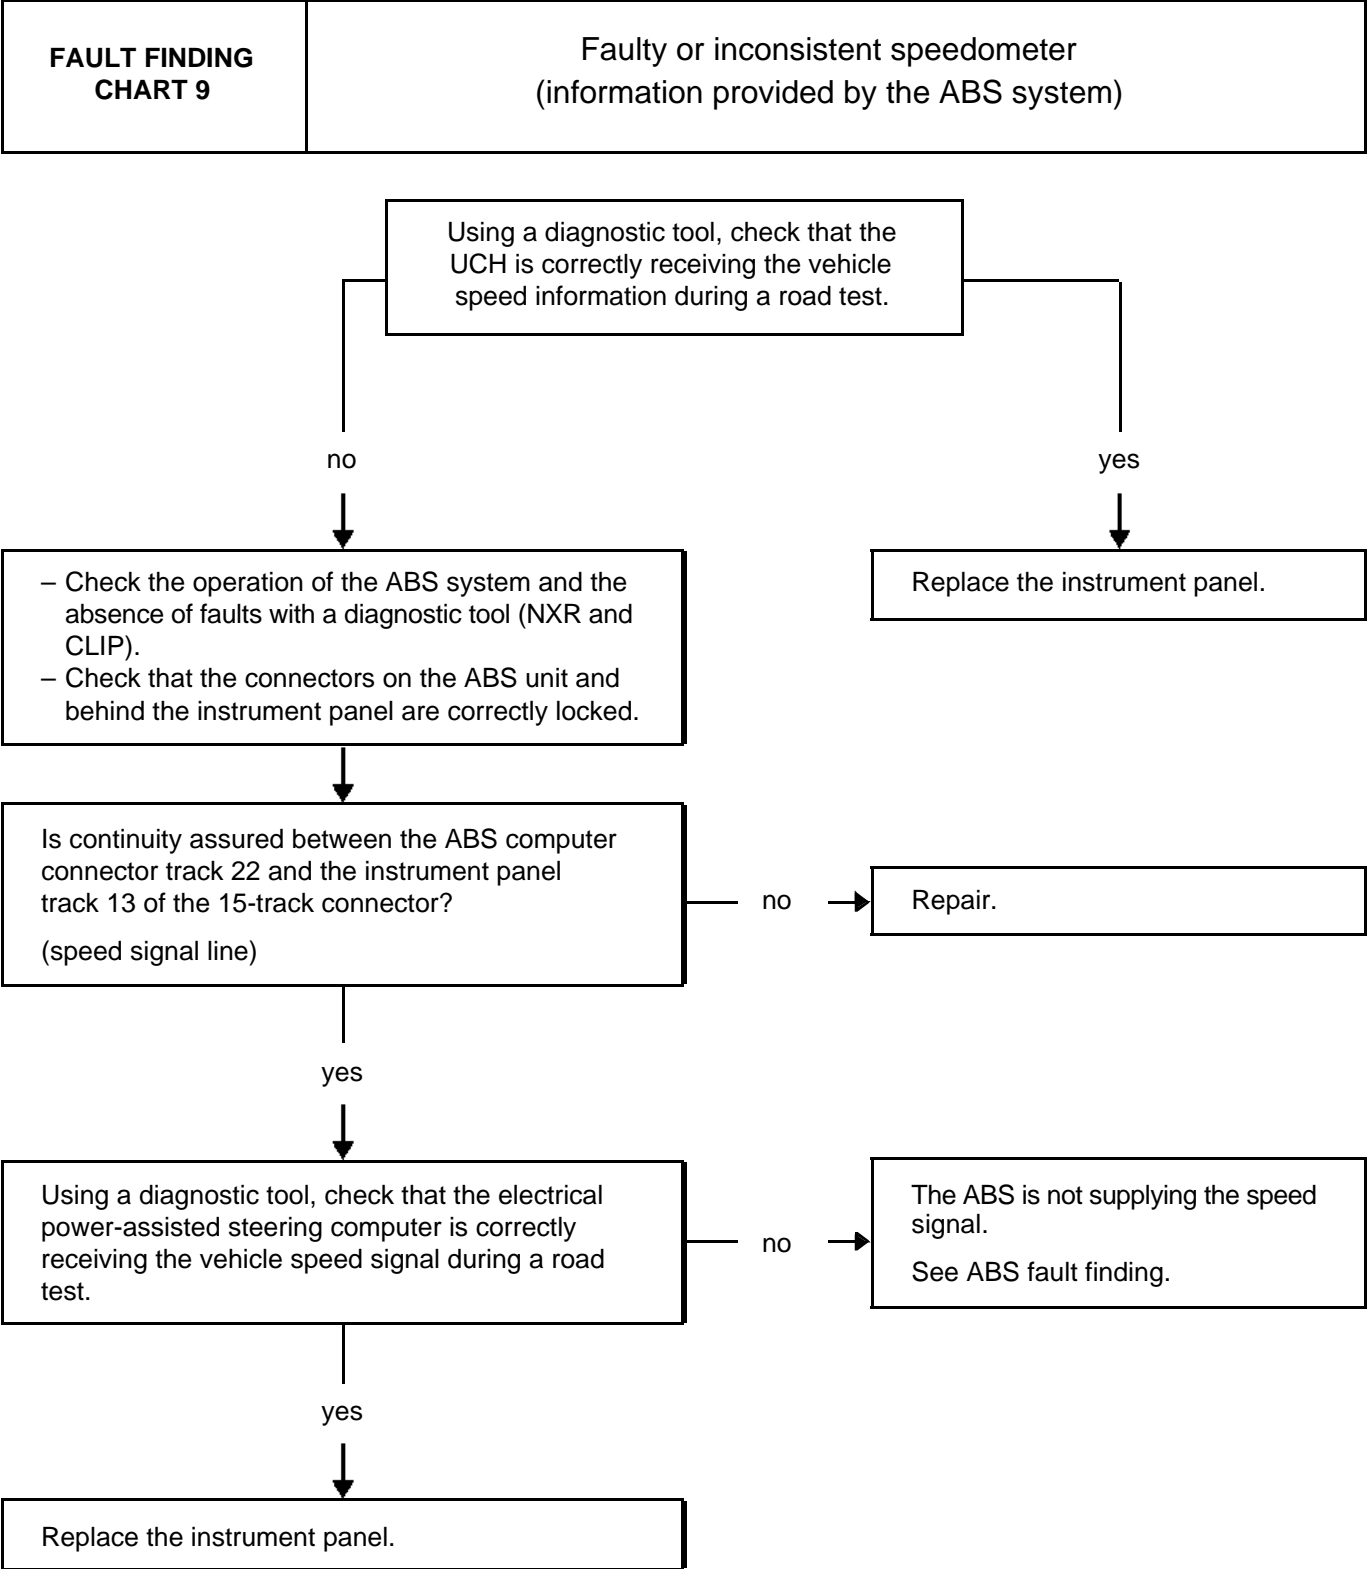 FAULT FINDING
CHART 9
Faulty or inconsistent speedometer
(information provided by the ABS system)
Using a diagnostic tool, check that the
UCH is correctly receiving the vehicle
speed information during a road test.
no
yes
– Check the operation of the ABS system and the
absence of faults with a diagnostic tool (NXR and
CLIP).
– Check that the connectors on the ABS unit and
behind the instrument panel are correctly locked.
Replace the instrument panel.
Is continuity assured between the ABS computer
connector track 22 and the instrument panel
track 13 of the 15-track connector?
(speed signal line)
no
Repair.
yes
Using a diagnostic tool, check that the electrical
power-assisted steering computer is correctly
receiving the vehicle speed signal during a road
test.
no
The ABS is not supplying the speed
signal.
See ABS fault finding.
yes
Replace the instrument panel.